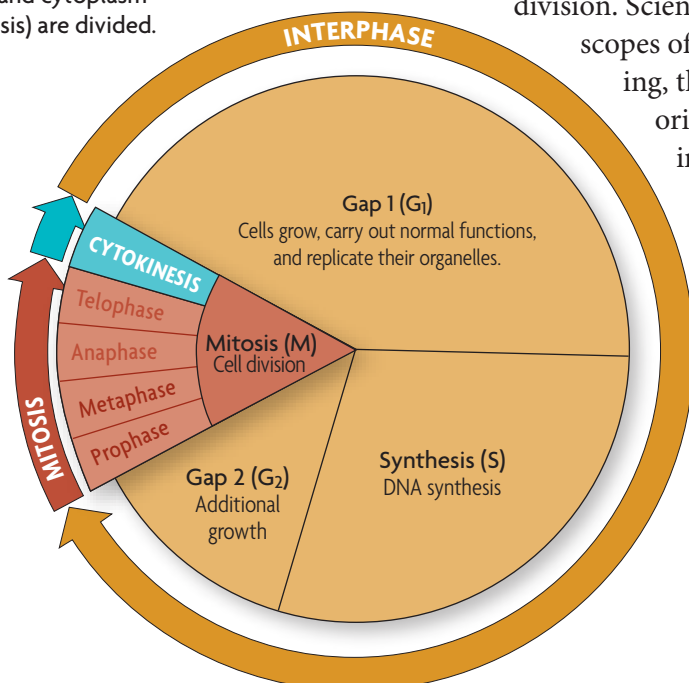 and cytoplasm
sis) are divided.
division. Scien
scopes of
ing, th
ori
in
INTERPHASE
Gap 1 (G₁)
Cells grow, carry out normal functions,
and replicate their organelles.
CYTOKINESIS
Telophase
Anaphase
Metaphase
Prophase
Mitosis (M)
Cell division
MITOSIS
Gap 2 (G₂)
Additional
growth
Synthesis (S)
DNA synthesis